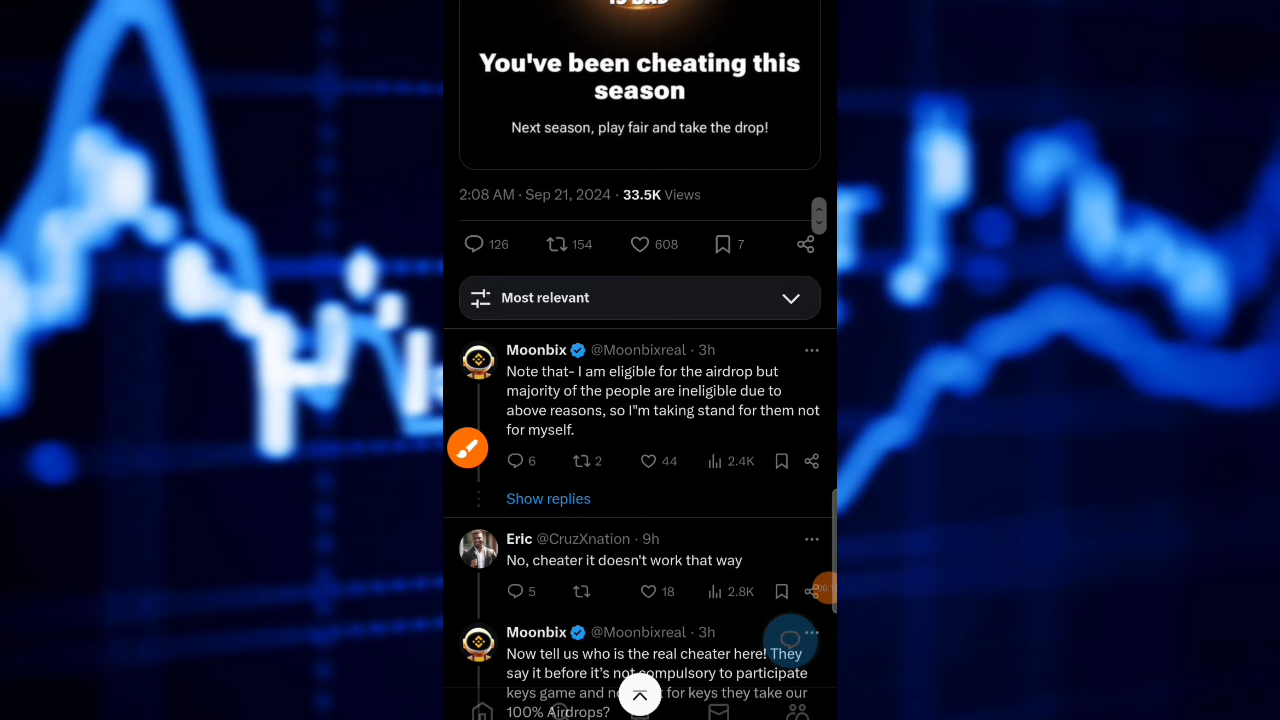 IS BAD
You've been cheating this
season
Next season, play fair and take the drop!
2:08 AM · Sep 21, 2024 · 33.5K Views
126 154 608 7
Most relevant
Moonbix @Moonbixreal · 3h
Note that- I am eligible for the airdrop but
majority of the people are ineligible due to
above reasons, so I"m taking stand for them not
for myself.
6 2 44 2.4K
Show replies
Eric @CruzXnation · 9h
No, cheater it doesn't work that way
5 18 2.8K
Moonbix @Moonbixreal · 3h
Now tell us who is the real cheater here! They
say it before it's not compulsory to participate
keys game and for keys they take our
100% Airdrops?